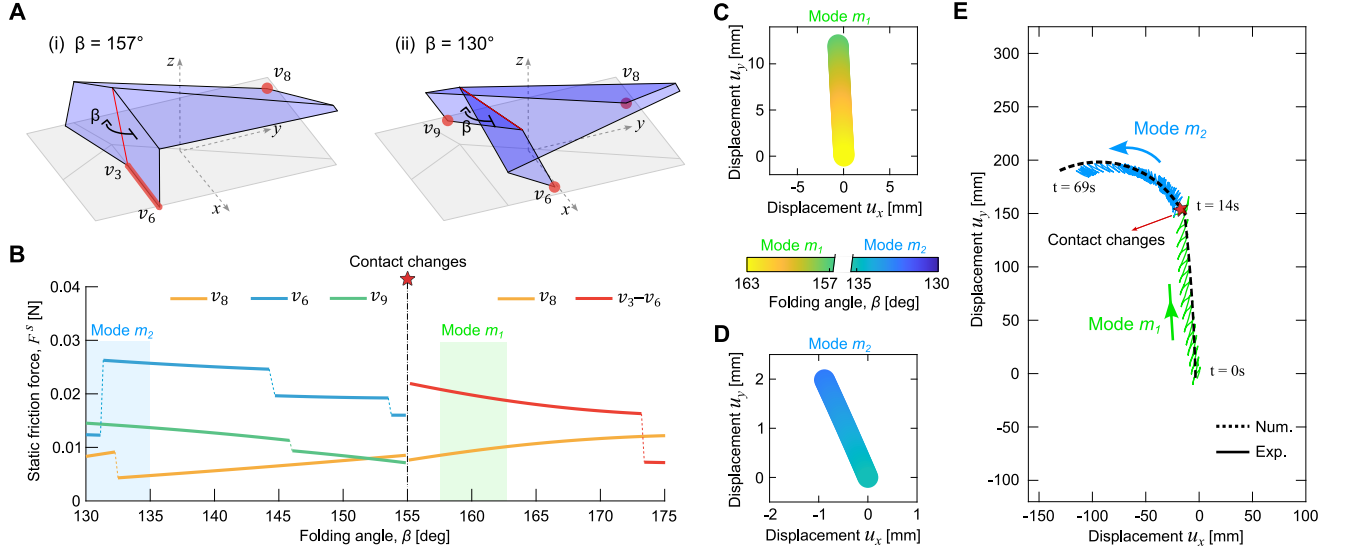 A
(i) β = 157°
z
v8
β
y
v3
v6
x
(ii) β = 130°
z
v8
v9
β
y
v6
x
B
Contact changes
v8
v6
v9
v8
v3–v6
Mode m2
Mode m1
Static friction force, F^s [N]
0.04
0.03
0.02
0.01
0
130
135
140
145
150
155
160
165
170
175
Folding angle, β [deg]
C
Mode m1
Displacement uy [mm]
10
5
0
-5
0
5
Displacement ux [mm]
Mode m1
Mode m2
163
157
135
130
Folding angle, β [deg]
D
Mode m2
Displacement uy [mm]
2
1
0
-2
-1
0
1
2
Displacement ux [mm]
E
Displacement uy [mm]
300
250
200
150
100
50
0
-50
-100
Mode m2
t = 69s
t = 14s
Contact changes
Mode m1
t = 0s
Num.
Exp.
-150
-100
-50
0
50
100
Displacement ux [mm]